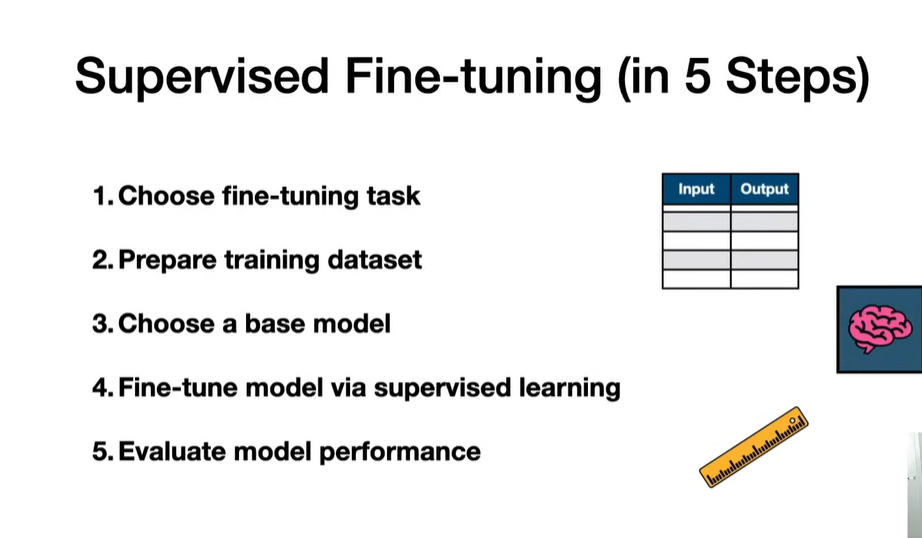 Supervised Fine-tuning (in 5 Steps)
1. Choose fine-tuning task
2. Prepare training dataset
3. Choose a base model
4. Fine-tune model via supervised learning
5. Evaluate model performance
Input Output